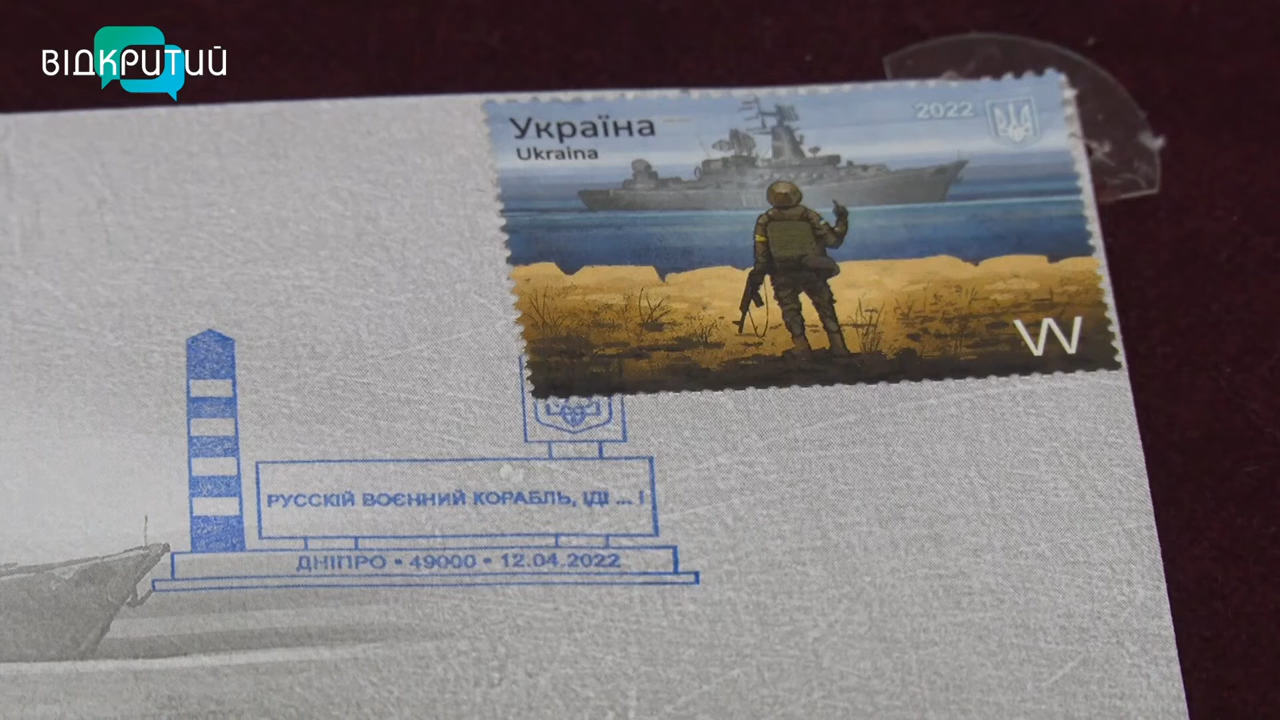 ВІДКРИТИЙ
Україна
Ukraina
2022
W
РУССКІЙ ВОЄННИЙ КОРАБЛЬ, ІДІ ... !
ДНІПРО • 49000 • 12.04.2022